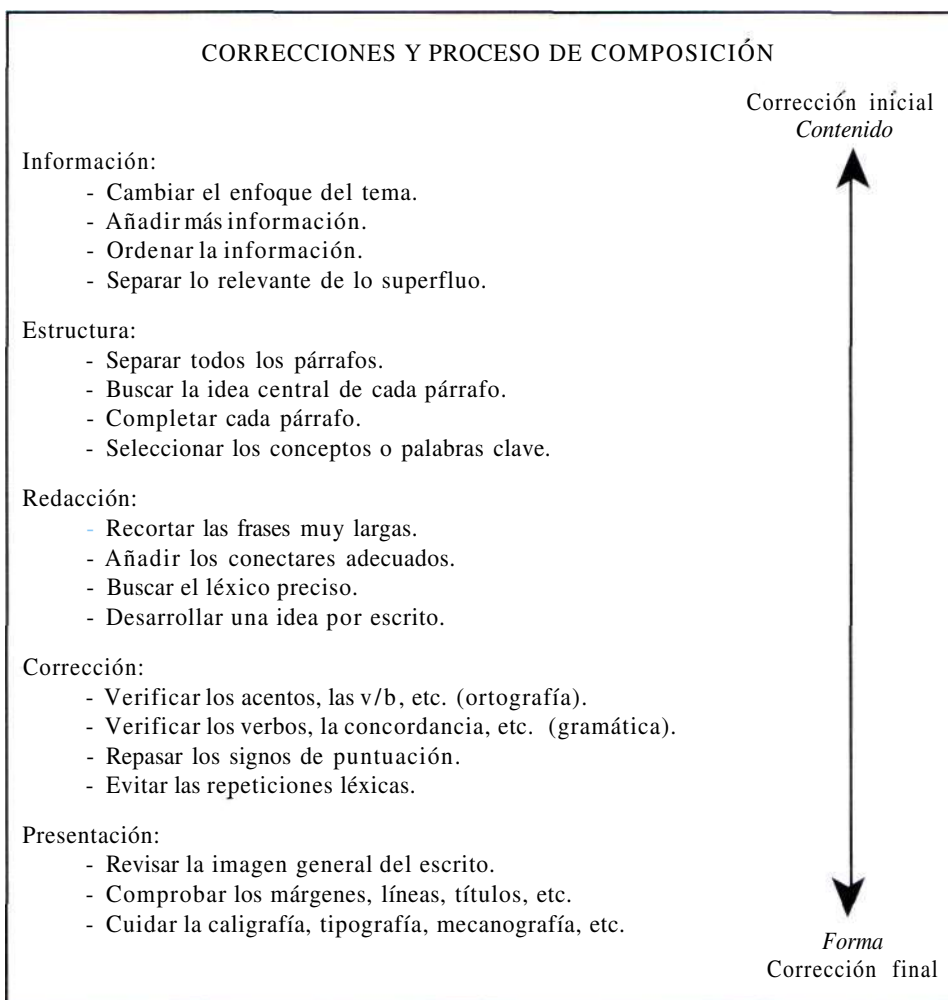 CORRECCIONES Y PROCESO DE COMPOSICIÓN
Corrección inicial
Contenido
Información:
- Cambiar el enfoque del tema.
- Añadir más información.
- Ordenar la información.
- Separar lo relevante de lo superfluo.
Estructura:
- Separar todos los párrafos.
- Buscar la idea central de cada párrafo.
- Completar cada párrafo.
- Seleccionar los conceptos o palabras clave.
Redacción:
- Recortar las frases muy largas.
- Añadir los conectares adecuados.
- Buscar el léxico preciso.
- Desarrollar una idea por escrito.
Corrección:
- Verificar los acentos, las v/b, etc. (ortografía).
- Verificar los verbos, la concordancia, etc. (gramática).
- Repasar los signos de puntuación.
- Evitar las repeticiones léxicas.
Presentación:
- Revisar la imagen general del escrito.
- Comprobar los márgenes, líneas, títulos, etc.
- Cuidar la caligrafía, tipografía, mecanografía, etc.
Forma
Corrección final